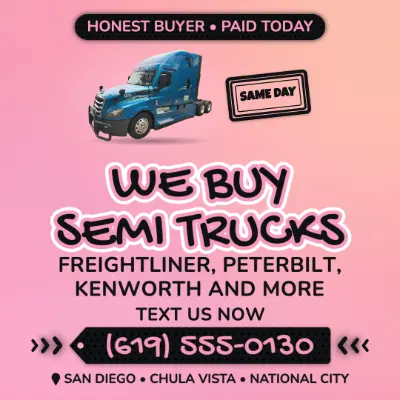 HONEST BUYER • PAID TODAY
SAME DAY
WE BUY
SEMI TRUCKS
FREIGHTLINER, PETERBILT,
KENWORTH AND MORE
TEXT US NOW
(619) 555-0130
SAN DIEGO • CHULA VISTA • NATIONAL CITY